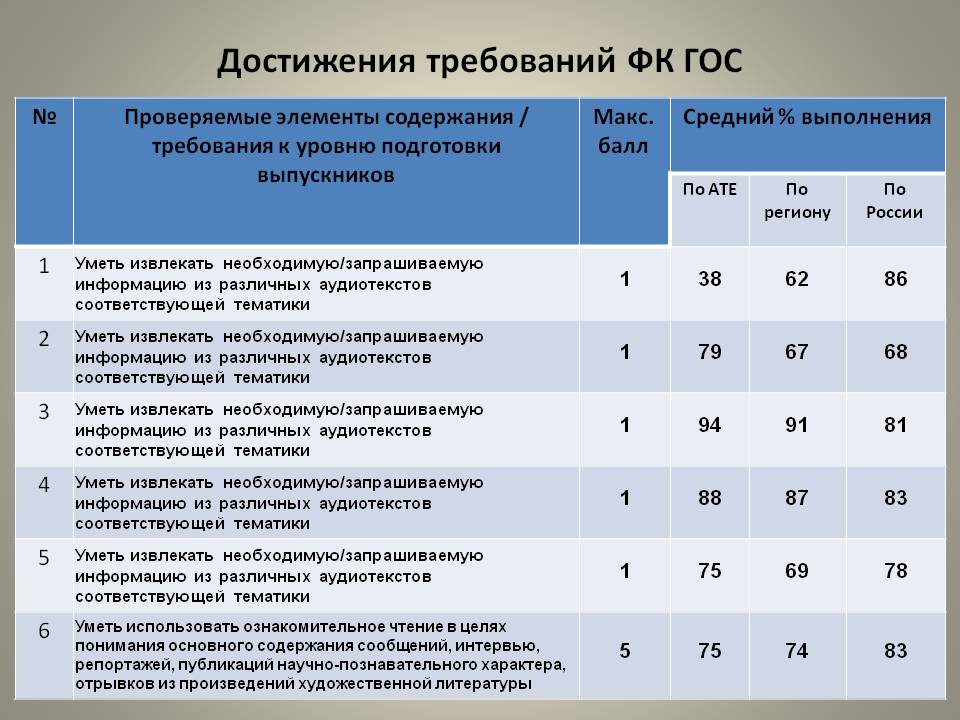 Достижения требований ФК ГОС
№
Проверяемые элементы содержания /
требования к уровню подготовки
выпускников
Макс.
балл
Средний % выполнения
По АТЕ
По
региону
По
России
1
Уметь извлекать необходимую/запрашиваемую
информацию из различных аудиотекстов
соответствующей тематики
1
38
62
86
2
Уметь извлекать необходимую/запрашиваемую
информацию из различных аудиотекстов
соответствующей тематики
1
79
67
68
3
Уметь извлекать необходимую/запрашиваемую
информацию из различных аудиотекстов
соответствующей тематики
1
94
91
81
4
Уметь извлекать необходимую/запрашиваемую
информацию из различных аудиотекстов
соответствующей тематики
1
88
87
83
5
Уметь извлекать необходимую/запрашиваемую
информацию из различных аудиотекстов
соответствующей тематики
1
75
69
78
6
Уметь использовать ознакомительное чтение в целях
понимания основного содержания сообщений, интервью,
репортажей, публикаций научно-познавательного характера,
отрывков из произведений художественной литературы
5
75
74
83